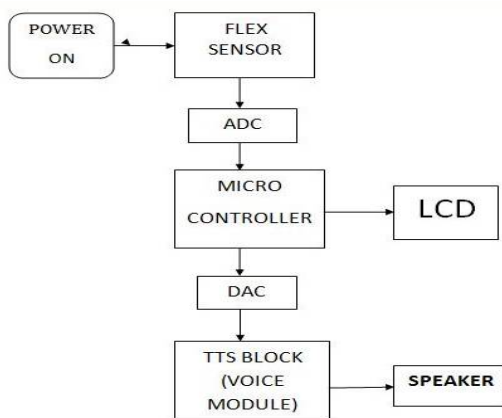 POWER
ON
FLEX
SENSOR
ADC
MICRO
CONTROLLER
LCD
DAC
TTS BLOCK
(VOICE
MODULE)
SPEAKER